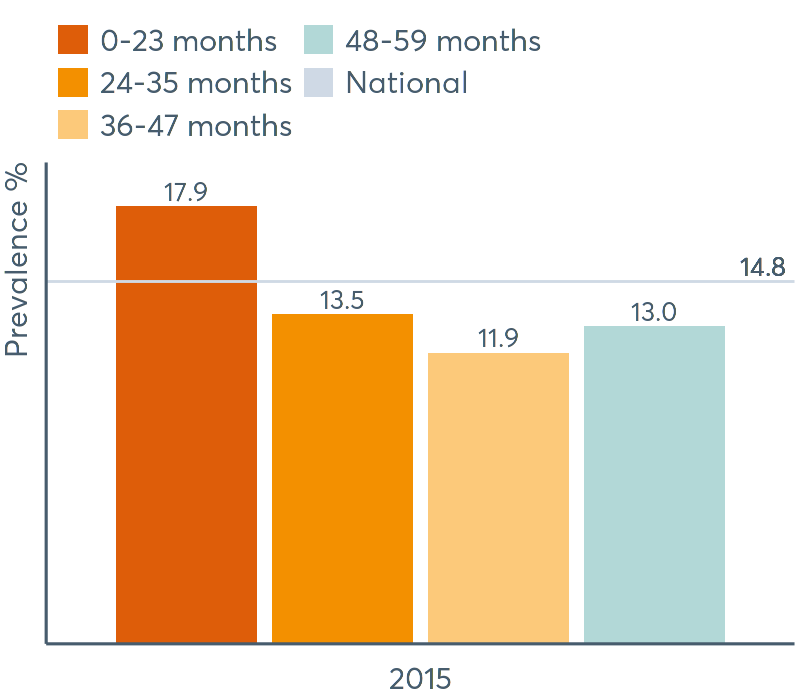 0-23 months
48-59 months
24-35 months
National
36-47 months
Prevalence %
17.9
14.8
13.5
13.0
11.9
2015